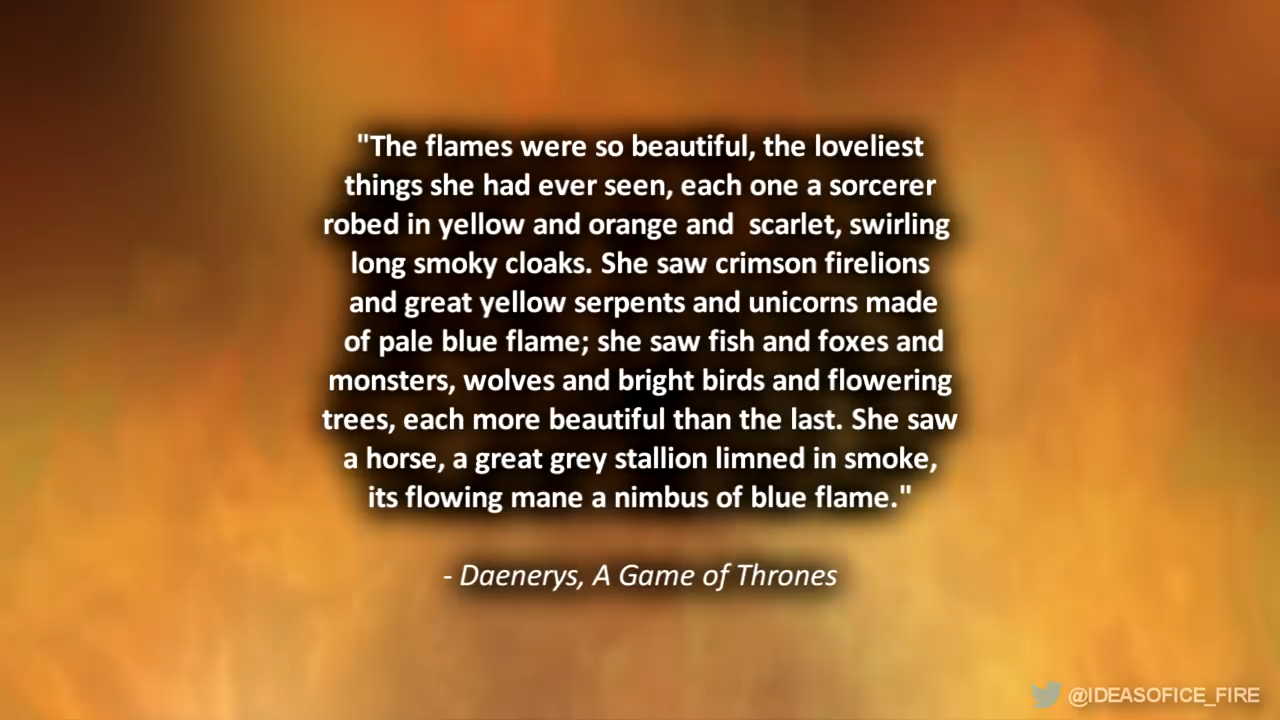 "The flames were so beautiful, the loveliest
things she had ever seen, each one a sorcerer
robed in yellow and orange and  scarlet, swirling
long smoky cloaks. She saw crimson firelions
and great yellow serpents and unicorns made
of pale blue flame; she saw fish and foxes and
monsters, wolves and bright birds and flowering
trees, each more beautiful than the last. She saw
a horse, a great grey stallion limned in smoke,
its flowing mane a nimbus of blue flame."
- Daenerys, A Game of Thrones
@IDEASOFICE_FIRE